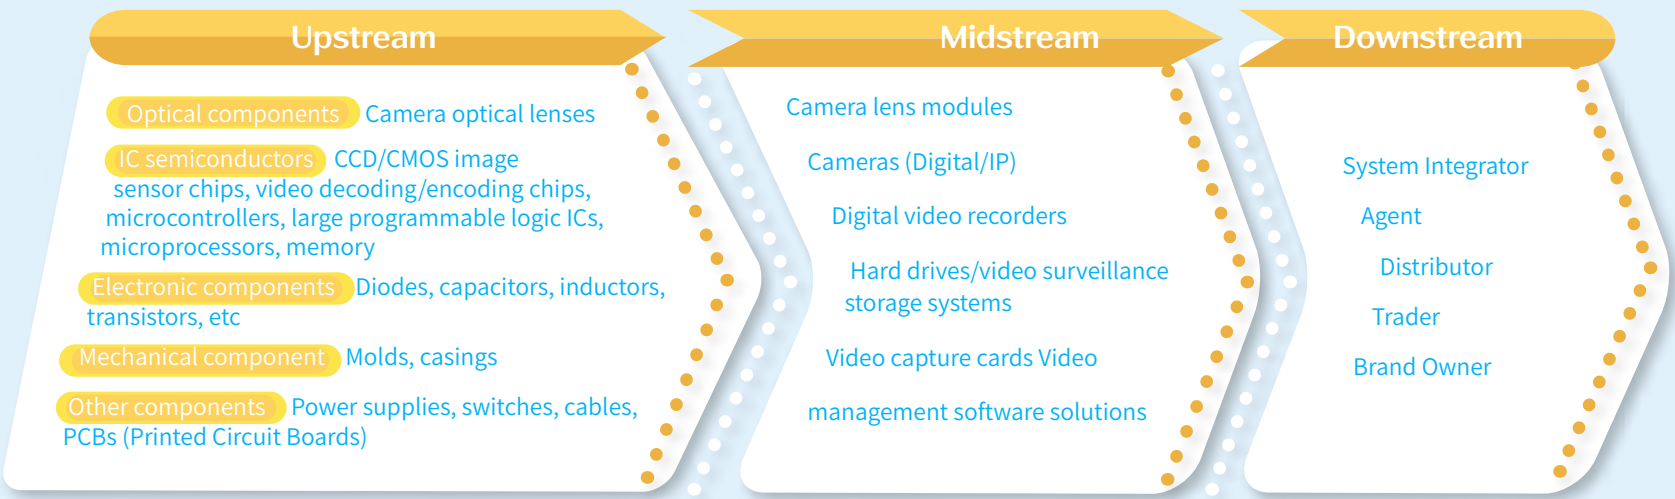 Upstream
Optical components Camera optical lenses
IC semiconductors CCD/CMOS image
sensor chips, video decoding/encoding chips,
microcontrollers, large programmable logic ICs,
microprocessors, memory
Electronic components Diodes, capacitors, inductors,
transistors, etc
Mechanical component Molds, casings
Other components Power supplies, switches, cables,
PCBs (Printed Circuit Boards)
Midstream
Camera lens modules
Cameras (Digital/IP)
Digital video recorders
Hard drives/video surveillance
storage systems
Video capture cards Video
management software solutions
Downstream
System Integrator
Agent
Distributor
Trader
Brand Owner